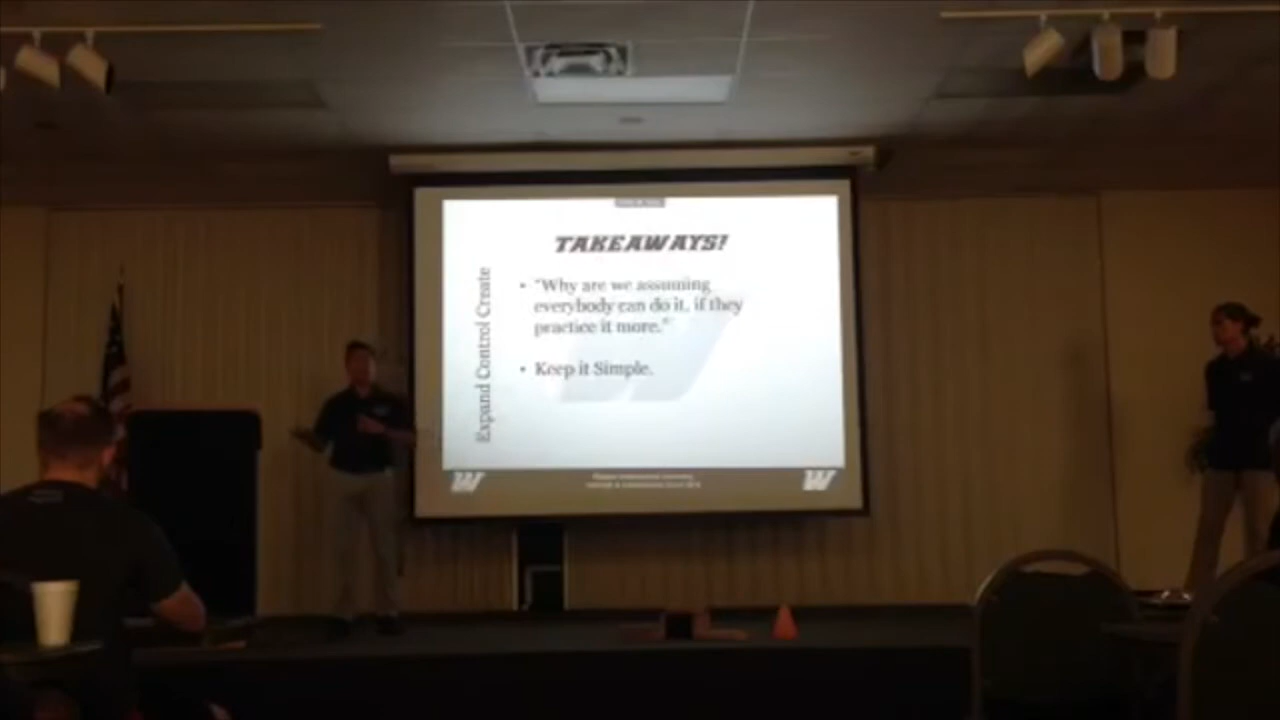 TAKEAWAYS!
Expand Control Create
• "Why are we assuming
everybody can do it, if they
practice it more."
• Keep it Simple.
W
W